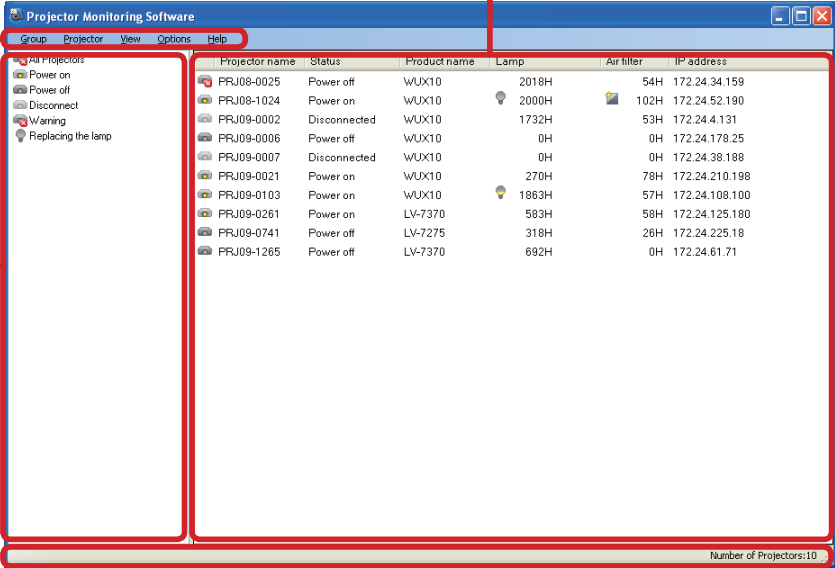 Projector Monitoring Software
Group Projector View Options Help
All Projectors
Power on
Power off
Disconnect
Warning
Replacing the lamp
Projector name Status Product name Lamp Air filter IP address
PRJ08-0025 Power off WUX10 2018H 54H 172.24.34.159
PRJ08-1024 Power on WUX10 2000H 102H 172.24.52.190
PRJ09-0002 Disconnected WUX10 1732H 53H 172.24.4.131
PRJ09-0006 Power off WUX10 0H 0H 172.24.178.25
PRJ09-0007 Disconnected WUX10 0H 0H 172.24.38.188
PRJ09-0021 Power on WUX10 270H 78H 172.24.210.198
PRJ09-0103 Power on WUX10 1863H 57H 172.24.108.100
PRJ09-0261 Power on LV-7370 583H 58H 172.24.125.180
PRJ09-0741 Power off LV-7275 318H 26H 172.24.225.18
PRJ09-1265 Power off LV-7370 692H 0H 172.24.61.71
Number of Projectors:10